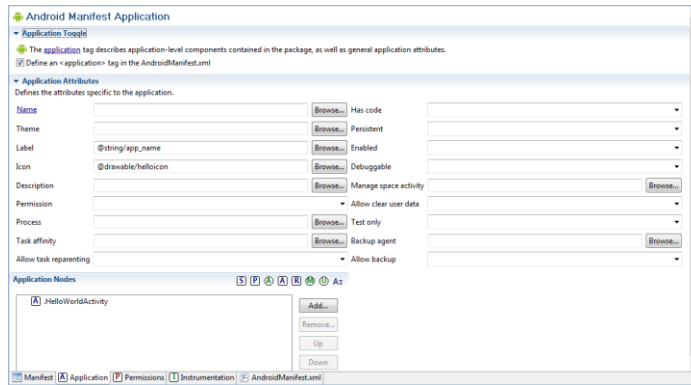 Android Manifest Application
Application Toggle
The application tag describes application-level components contained in the package, as well as general application attributes.
Define an <application> tag in the AndroidManifest.xml
Application Attributes
Defines the attributes specific to the application.
Name Browse... Has code
Theme Browse... Persistent
Label @string/app_name Browse... Enabled
Icon @drawable/helloicon Browse... Debuggable
Description Browse... Manage space activity Browse...
Permission Allow clear user data
Process Browse... Test only
Task affinity Browse... Backup agent Browse...
Allow task reparenting Allow backup
Application Nodes S P A A R M U Az
A .HelloWorldActivity
Add...
Remove...
Up
Down
Manifest A Application P Permissions I Instrumentation AndroidManifest.xml